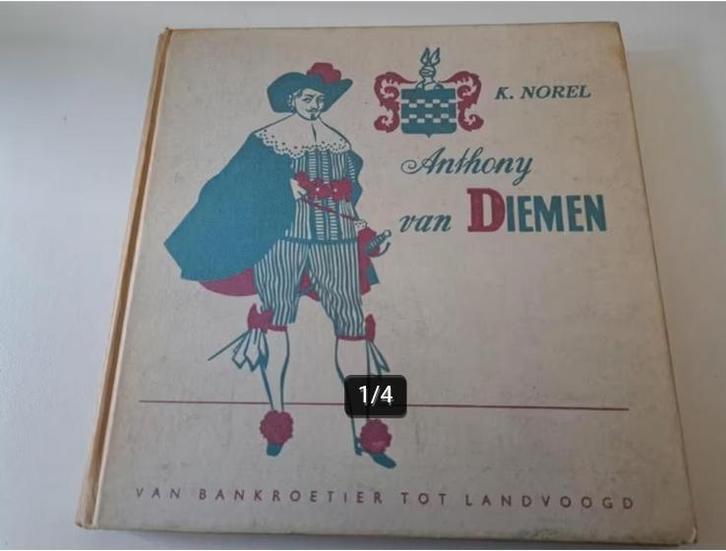 K. NOREL
Anthony
van DIEMEN
1/4
VAN BANKROETIER TOT LANDVOOGD